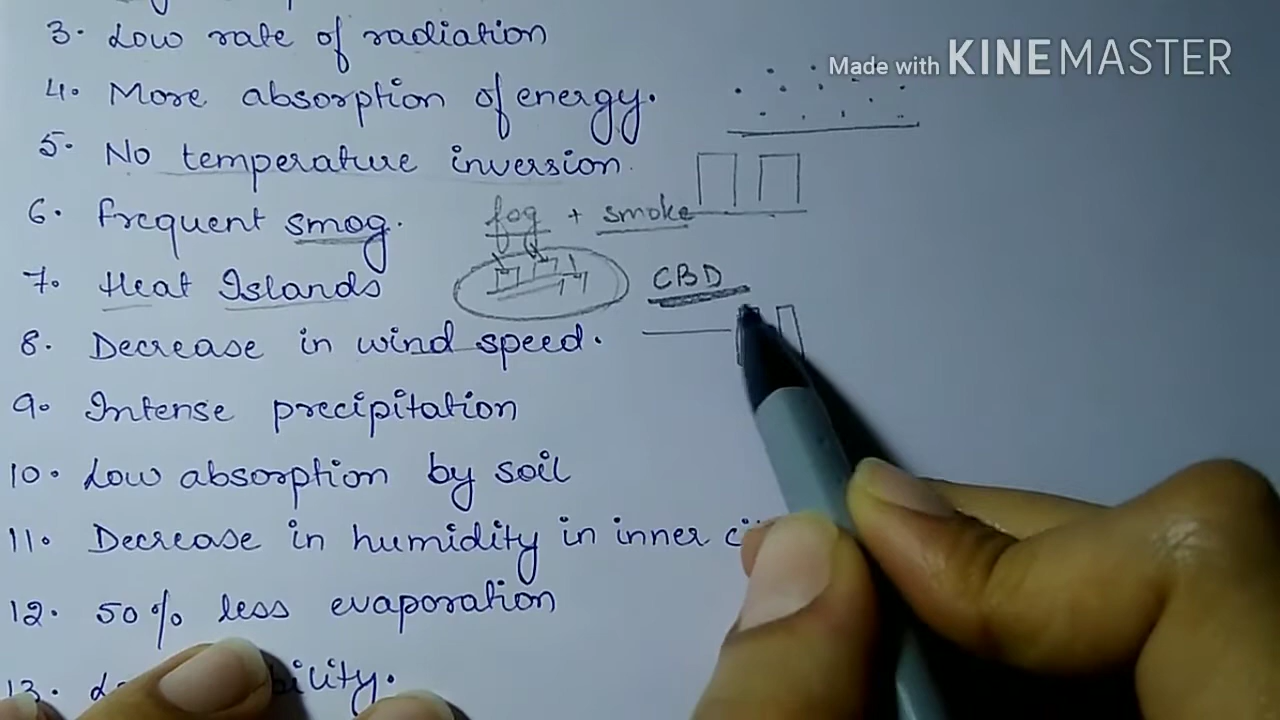 3. Low rate of radiation
Made with KINEMASTER
4. More absorption of energy.
5. No temperature inversion.
6. Frequent smog. fog + smoke
7. Heat Islands CBD
8. Decrease in wind speed.
9. Intense precipitation
10. Low absorption by soil
11. Decrease in humidity in inner
12. 50% less evaporation
13.